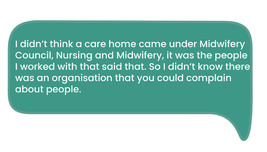 I didn't think a care home came under Midwifery
Council, Nursing and Midwifery, it was the people
I worked with that said that. So I didn't know there
was an organisation that you could complain
about people.